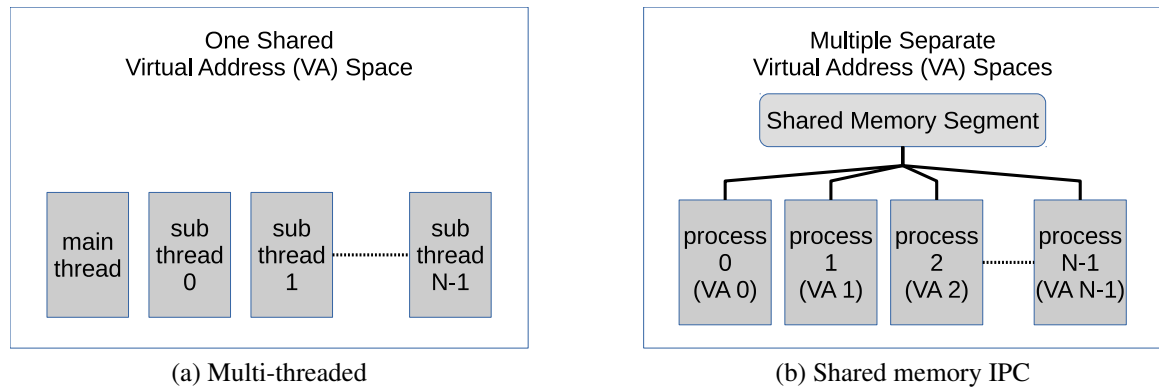 One Shared
Virtual Address (VA) Space
main
thread
sub
thread
0
sub
thread
1
sub
thread
N-1
(a) Multi-threaded
Multiple Separate
Virtual Address (VA) Spaces
Shared Memory Segment
process
0
(VA 0)
process
1
(VA 1)
process
2
(VA 2)
process
N-1
(VA N-1)
(b) Shared memory IPC